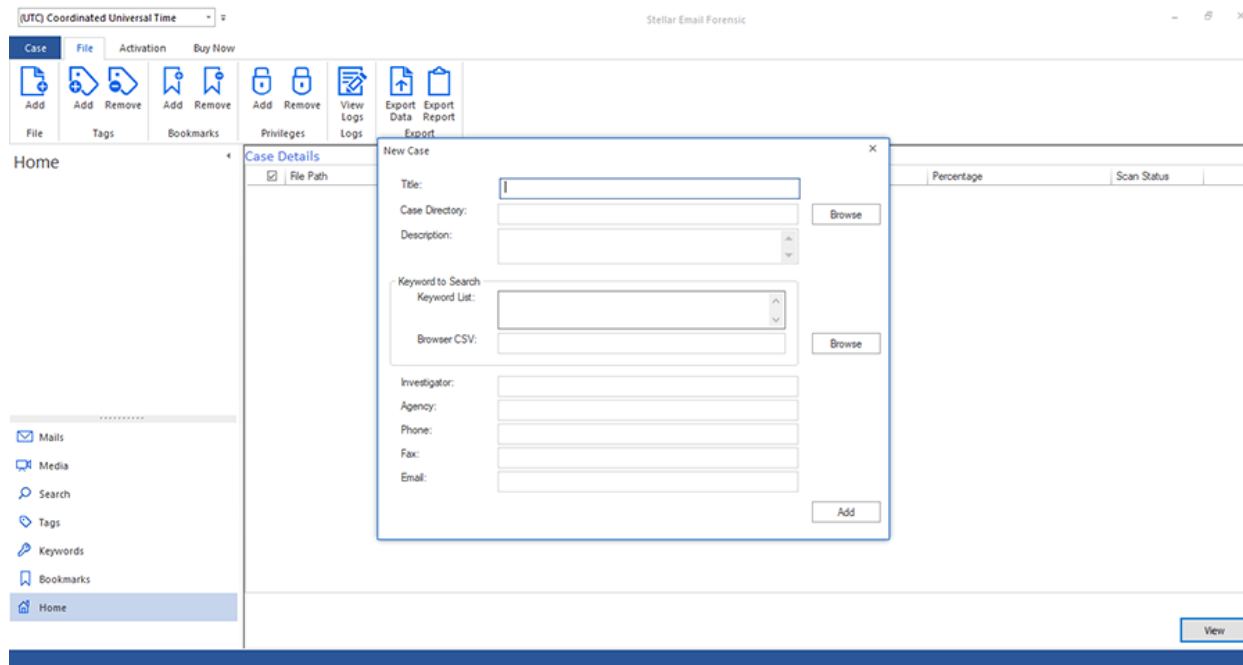 (UTC) Coordinated Universal Time
Stellar Email Forensic
Case File Activation Buy Now
Add Add Remove Add Remove Add Remove View Logs Export Data Export Report
File Tags Bookmarks Privileges Logs Export
Home
Case Details
File Path Percentage Scan Status
New Case
Title:
Case Directory: Browse
Description:
Keyword to Search
Keyword List:
Browser CSV: Browse
Investigator:
Agency:
Phone:
Fax:
Email:
Add
Mails
Media
Search
Tags
Keywords
Bookmarks
Home
View